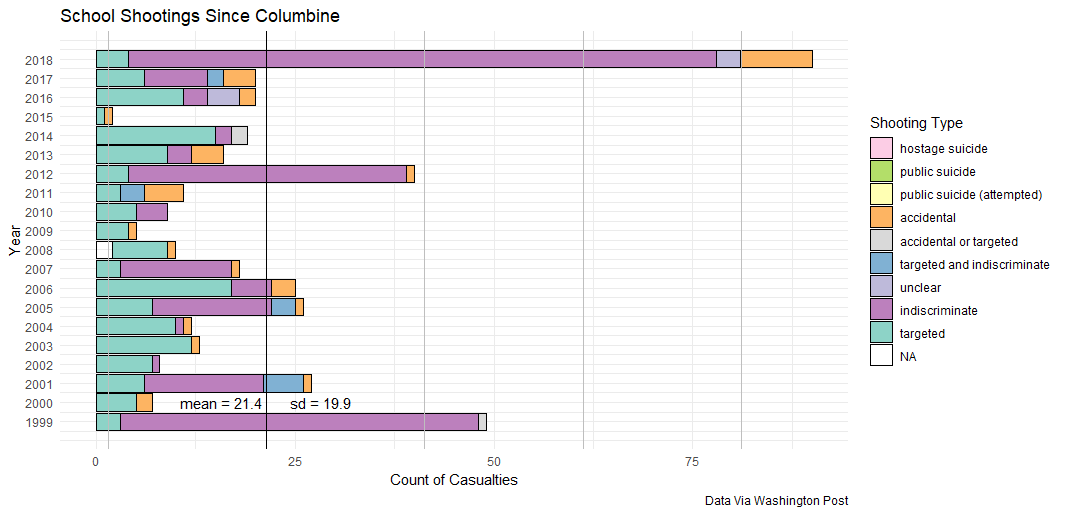 School Shootings Since Columbine
2018
2017
2016
2015
2014
2013
2012
2011
2010
2009
2008
2007
2006
2005
2004
2003
2002
2001
2000
1999
Year
mean = 21.4 sd = 19.9
0 25 50 75
Count of Casualties
Shooting Type
hostage suicide
public suicide
public suicide (attempted)
accidental
accidental or targeted
targeted and indiscriminate
unclear
indiscriminate
targeted
NA
Data Via Washington Post